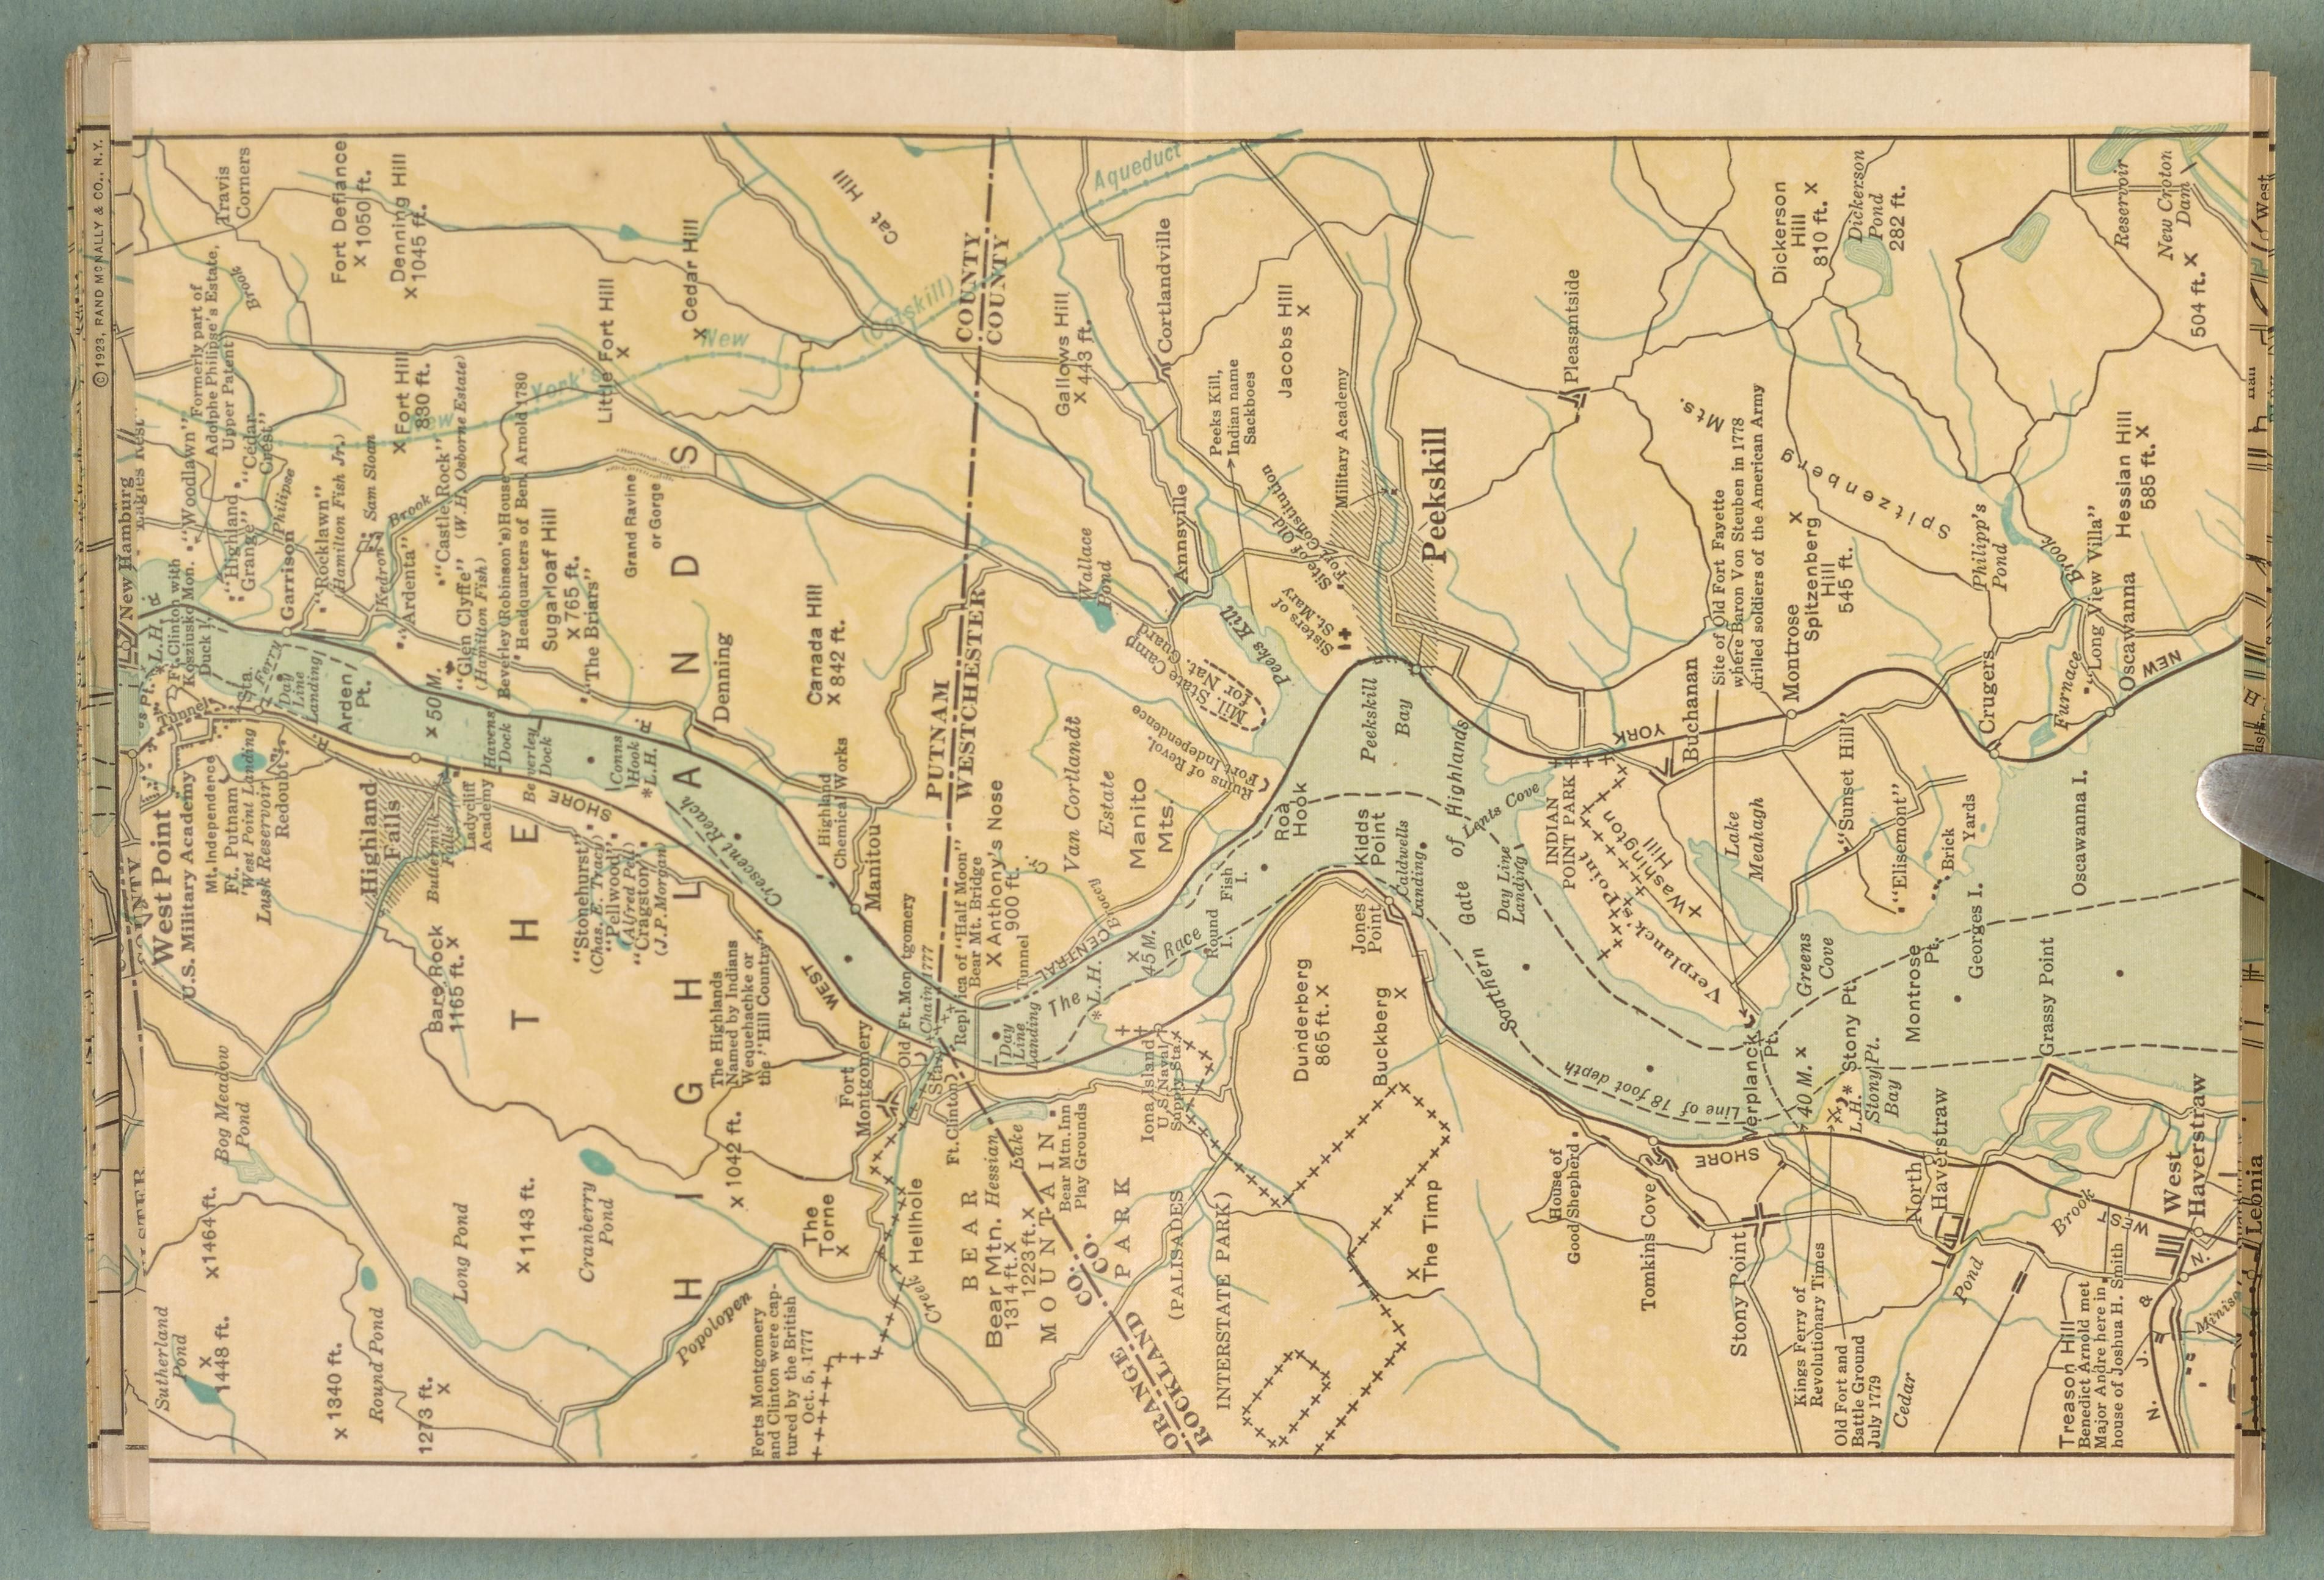 © 1923, RAND MCNALLY & CO., N.Y.
New Hamburg
Travis
Corners
Fort Defiance
X 1050 ft.
Denning Hill
X 1045 ft.
Formerly part of
Adolphe Philipse's Estate,
Upper Patent
Brook
"Woodlawn"
"Cedar
Crest"
"Highland
Grange"
Garrison
Philipse
"Rocklawn"
(Hamilton Fish Jr.)
Sam Sloan
Kedron
Brook
"Ardenta"
X Fort Hill
830 ft.
"Castle Rock"
(W.H. Osborne Estate)
"Glen Clyffe"
(Hamilton Fish)
Beverley (Robinson's) House
Headquarters of Ben. Arnold 1780
Sugarloaf Hill
X 765 ft.
"The Briars"
Little Fort Hill
X
X Cedar Hill
Cat Hill
New
York's
New
(Catskill)
Aqueduct
Grand Ravine
or Gorge
Denning
Canada Hill
X 842 ft.
L.H.
Ft. Clinton with
Kosziusko Mon.
Duck I.
Tunnel
Sta.
Ferry
Day
Line
Landing
Arden
Pt.
X 50 M.
West Point
U.S. Military Academy
Mt. Independence
Ft. Putnam
West Point Landing
Lusk Reservoir
Redoubt
Highland
Falls
Buttermilk
Falls
Ladycliff
Academy
Havens
Dock
Beverley
Dock
Conns
Hook
*L.H.
SHORE
WEST
Crescent Reach
THE
HIGHLANDS
"Stonehurst"
(Chas. E. Tracy)
"Pellwood"
(Alfred Pell)
"Cragston"
(J.P. Morgan)
Bare Rock
1165 ft. X
Bog Meadow
Pond
X 1464 ft.
Sutherland
Pond
X
1448 ft.
X 1340 ft.
Round Pond
1273 ft.
X
Long Pond
X 1143 ft.
Cranberry
Pond
The Highlands
Named by Indians
Wequehachke or
the "Hill Country"
X 1042 ft.
Highland
Chemical Works
Manitou
Fort
Montgomery
Old Ft. Montgomery
Sta.
Ft. Clinton
Chain 1777
Replica of "Half Moon"
Bear Mt. Bridge
X Anthony's Nose
900 ft.
Tunnel
The
Torne
X
Hellhole
Creek
Popolopen
Forts Montgomery
and Clinton were cap-
tured by the British
Oct. 5, 1777
BEAR
MOUNTAIN
PARK
Bear Mtn.
1314 ft. X
1223 ft. X
Hessian
Lake
Bear Mtn. Inn
Play Grounds
(PALISADES
INTERSTATE PARK)
ORANGE CO.
ROCKLAND CO.
PUTNAM COUNTY
WESTCHESTER COUNTY
Day
Line
Landing
The
Race
CENTRAL
Brocey
*L.H.
X
45 M.
Iona Island
U.S. Naval
Supply Sta.
Round
I.
Fish
I.
Van Cortlandt
Estate
Manito
Mts.
Wallace
Pond
Gallows Hill
X 443 ft.
Cortlandville
Annsville
Peeks Kill,
Indian name
Sackboes
Jacobs Hill
X
Military Academy
Site of Old
Fort Constitution
Sisters of
St. Mary
Peeks Kill
State Camp
Mil. for Nat. Guard
Ruins of Revol.
Fort Independence
Roa
Hook
Peekskill
Peekskill
Bay
Kidds
Point
Caldwells
Landing
Jones
Point
Dunderberg
865 ft. X
Buckberg
X
The Timp
X
Southern Gate of Highlands
Lents Cove
Day Line
Landing
INDIAN
POINT PARK
Washington
Hill
Verplanck's Point
Verplanck
Pt.
Line of 18 foot depth
Pleasantside
Spitzenberg Mts.
Dickerson
Hill
810 ft. X
Dickerson
Pond
282 ft.
Site of Old Fort Fayette
where Baron Von Steuben in 1778
drilled soldiers of the American Army
Buchanan
YORK
Montrose
Spitzenberg X
Hill
545 ft.
Lake
Meahagh
"Sunset Hill"
"Elisemont"
Brick
Yards
Greens
Cove
Montrose
Pt.
Georges I.
Crugers
Philipp's
Pond
Brook
Furnace
"Long View Villa"
Oscawanna
NEW
Oscawanna I.
Hessian Hill
585 ft. X
Reservoir
New Croton
Dam
504 ft. X
40 M. X
L.H.
Stony Pt.
Stony Pt.
Bay
Grassy Point
House of
Good Shepherd
Tomkins Cove
SHORE
Stony Point
Kings Ferry of
Revolutionary Times
Old Fort and
Battle Ground
July 1779
North
Haverstraw
Cedar
Pond
Brook
WEST
West
Haverstraw
Treason Hill
Benedict Arnold met
Major Andre here in
house of Joshua H. Smith
N. J. & N.
Leonia
West